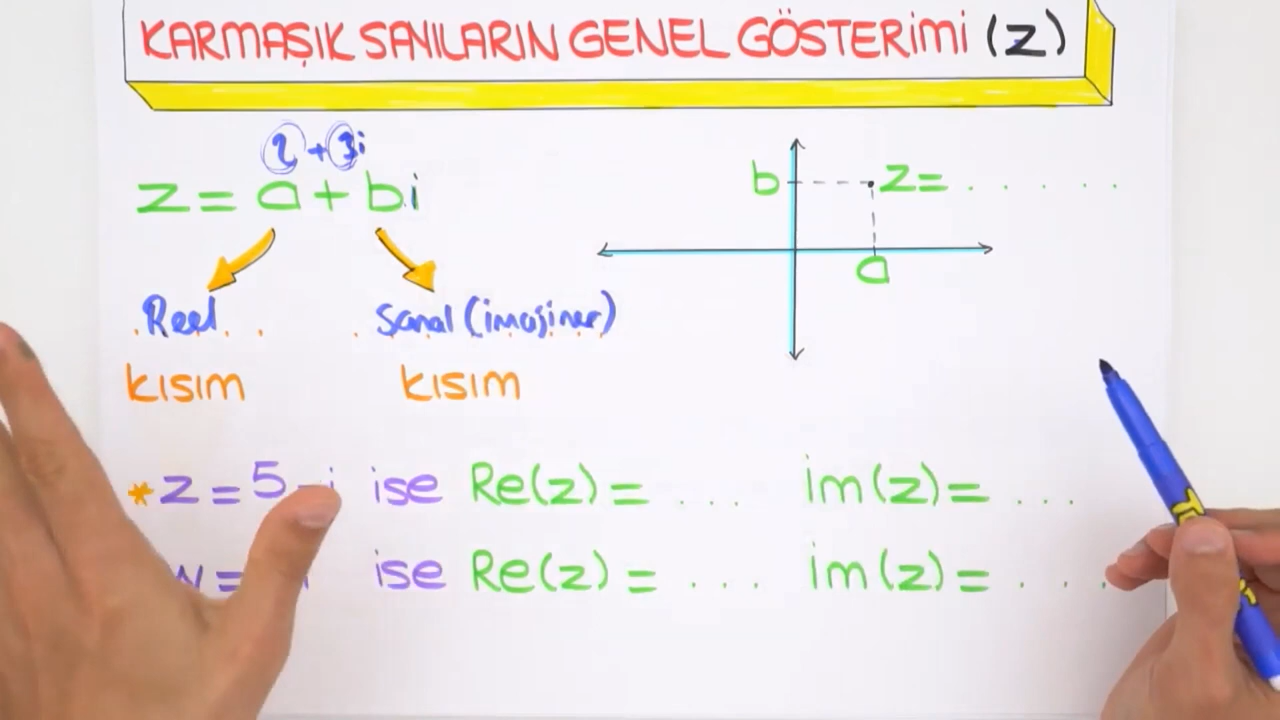 KARMAŞIK SAYILARIN GENEL GÖSTERİMİ (z)
2 + 3i
z = a + bi
Reel
kısım
Sanal (imajiner)
kısım
b
z = . . . . .
a
* z = 5 - i ise Re(z) = . . . im(z) = . . .
w = ise Re(z) = . . . im(z) = . . .